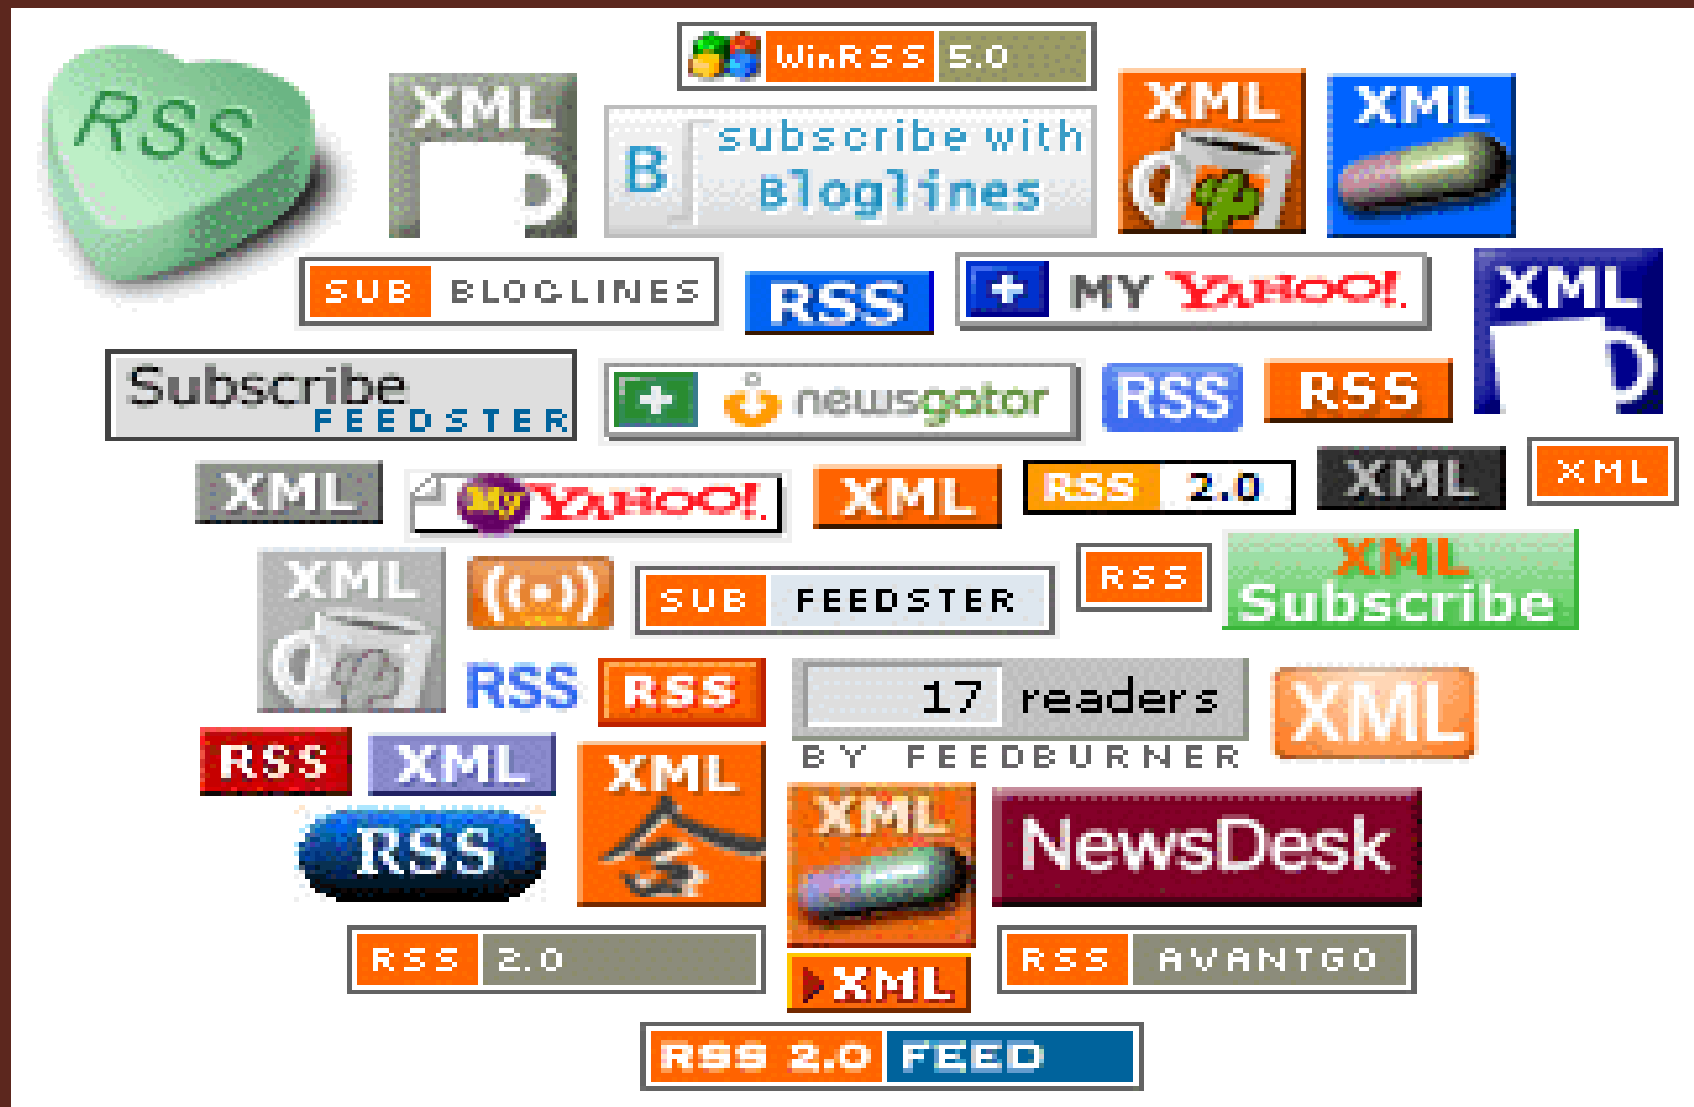 RSS
XML
WinRSS 5.0
B subscribe with
Bloglines
XML
XML
SUB BLOGLINES
RSS
+ MY YAHOO!.
XML
Subscribe
FEEDSTER
+ newsgator
RSS
RSS
XML
My YAHOO!.
XML
RSS 2.0
XML
XML
XML
SUB FEEDSTER
RSS
XML
Subscribe
RSS
RSS
17 readers
BY FEEDBURNER
XML
RSS
XML
XML
合
RSS
XML
NewsDesk
RSS 2.0
XML
RSS AVANTGO
RSS 2.0 FEED